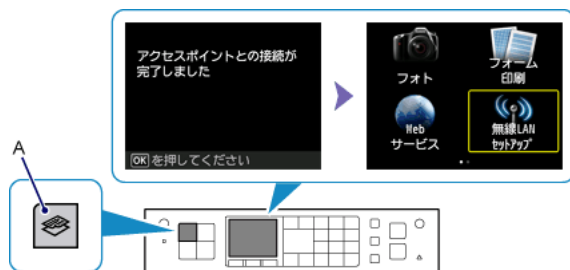 アクセスポイントとの接続が
完了しました
OKを押してください
フォト
フォーム
印刷
Web
サービス
無線LAN
セットアップ
A